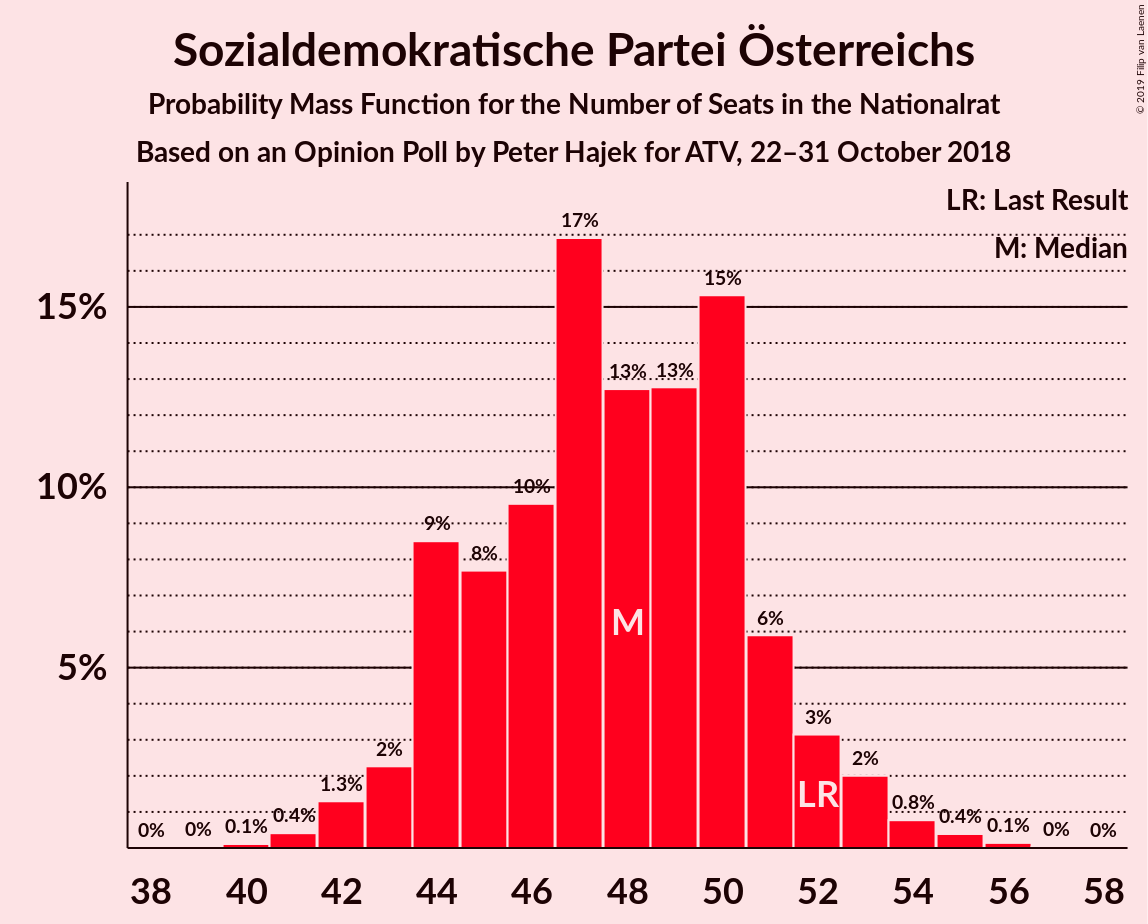 Sozialdemokratische Partei Österreichs
Probability Mass Function for the Number of Seats in the Nationalrat
Based on an Opinion Poll by Peter Hajek for ATV, 22–31 October 2018
© 2019 Filip van Laenen
LR: Last Result
M: Median
15%
10%
5%
0% 0% 0.1% 0.4% 1.3% 2% 9% 8% 10% 17% 13% 13% 15% 6% 3% 2% 0.8% 0.4% 0.1% 0% 0%
M
LR
38 40 42 44 46 48 50 52 54 56 58